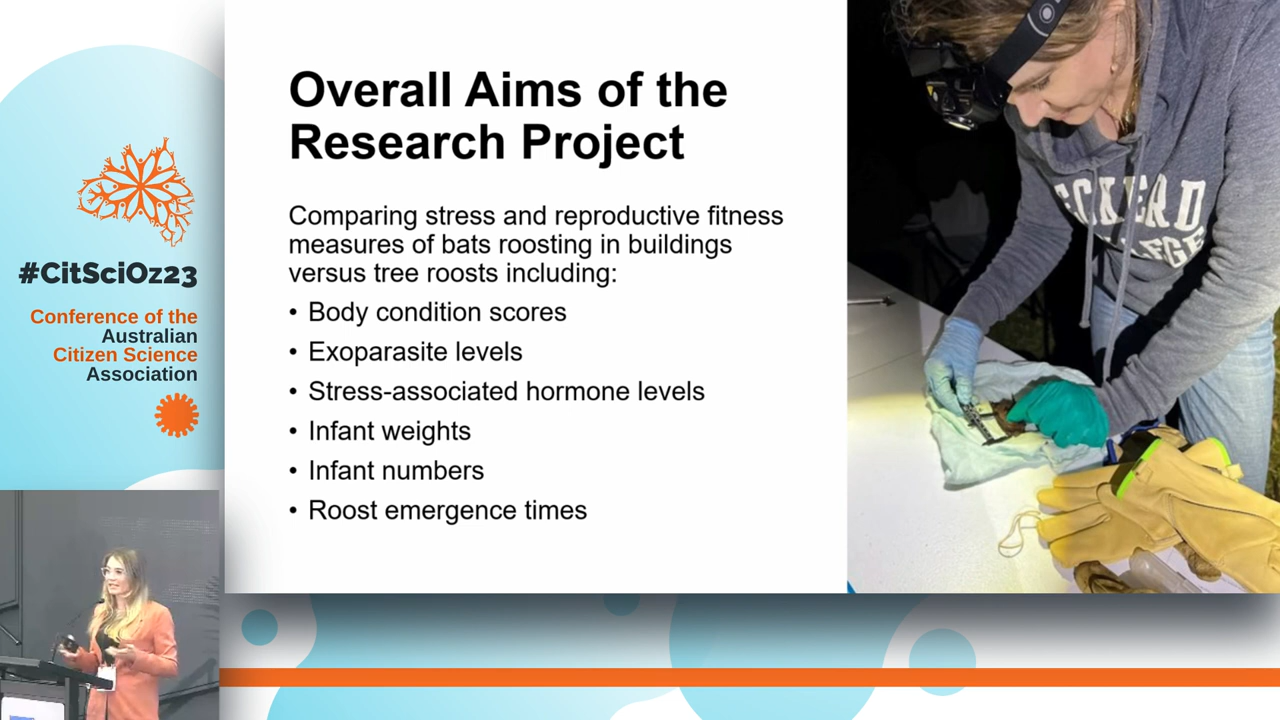 Overall Aims of the
Research Project
Comparing stress and reproductive fitness
measures of bats roosting in buildings
versus tree roosts including:
• Body condition scores
• Exoparasite levels
• Stress-associated hormone levels
• Infant weights
• Infant numbers
• Roost emergence times
#CitSciOz23
Conference of the
Australian
Citizen Science
Association